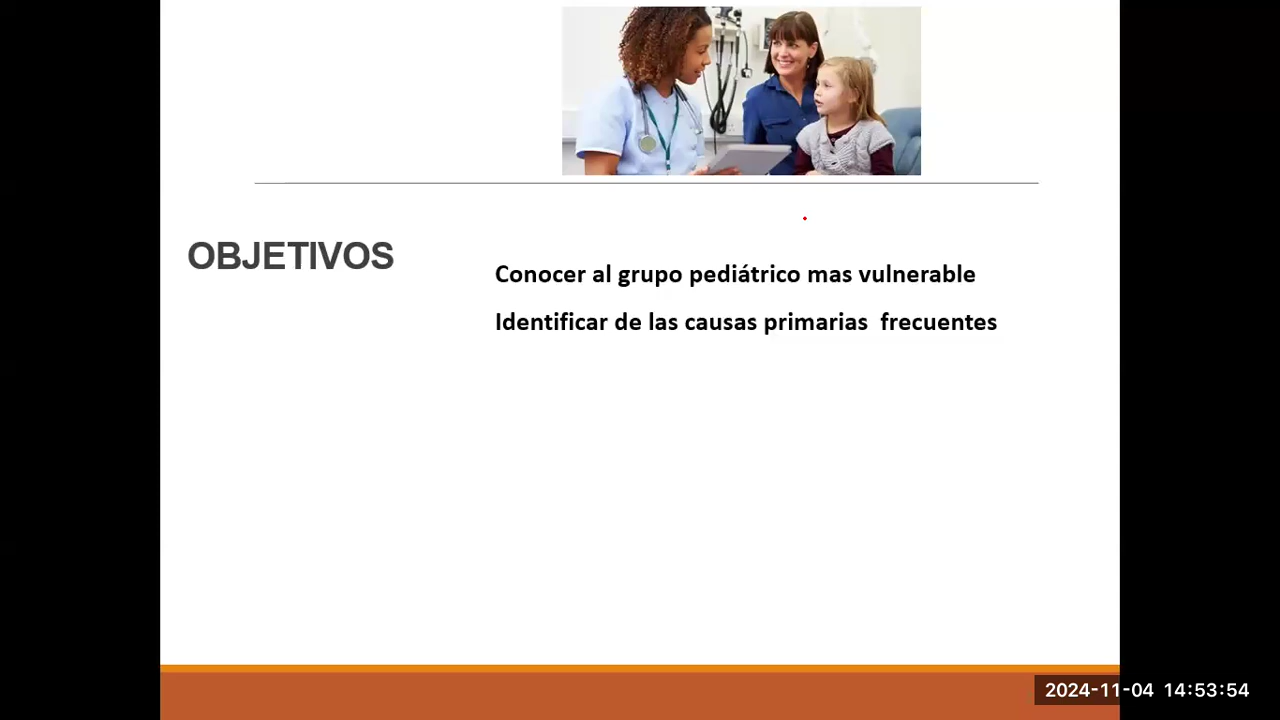 OBJETIVOS
Conocer al grupo pediátrico mas vulnerable
Identificar de las causas primarias  frecuentes
2024-11-04 14:53:54